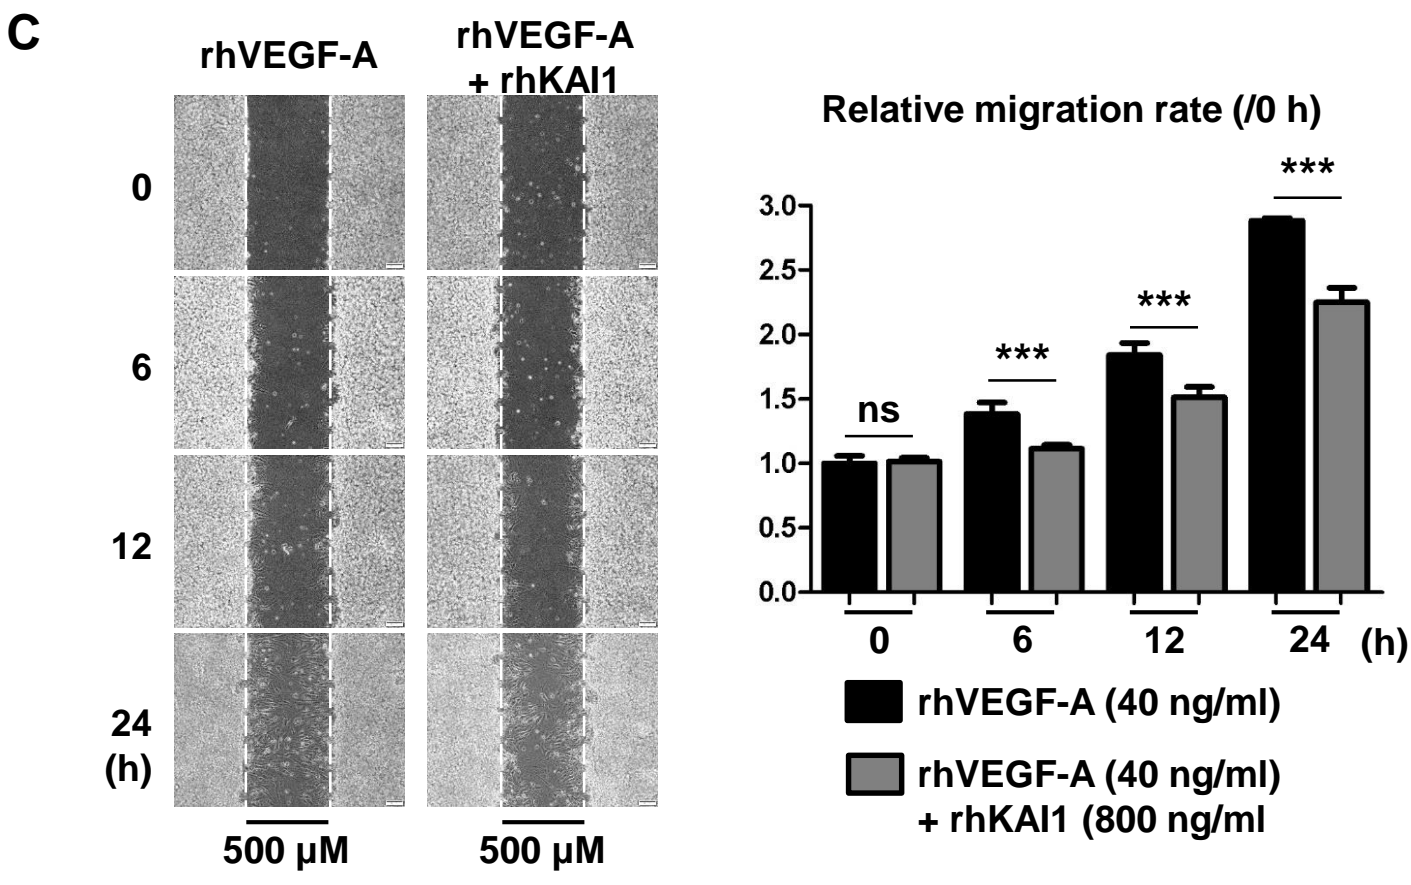 C
rhVEGF-A
rhVEGF-A
+ rhKAI1
0
6
12
24
(h)
500 µM
500 µM
Relative migration rate (/0 h)
3.0
2.5
2.0
1.5
1.0
0.5
0.0
ns
***
***
***
0
6
12
24
(h)
rhVEGF-A (40 ng/ml)
rhVEGF-A (40 ng/ml)
+ rhKAI1 (800 ng/ml